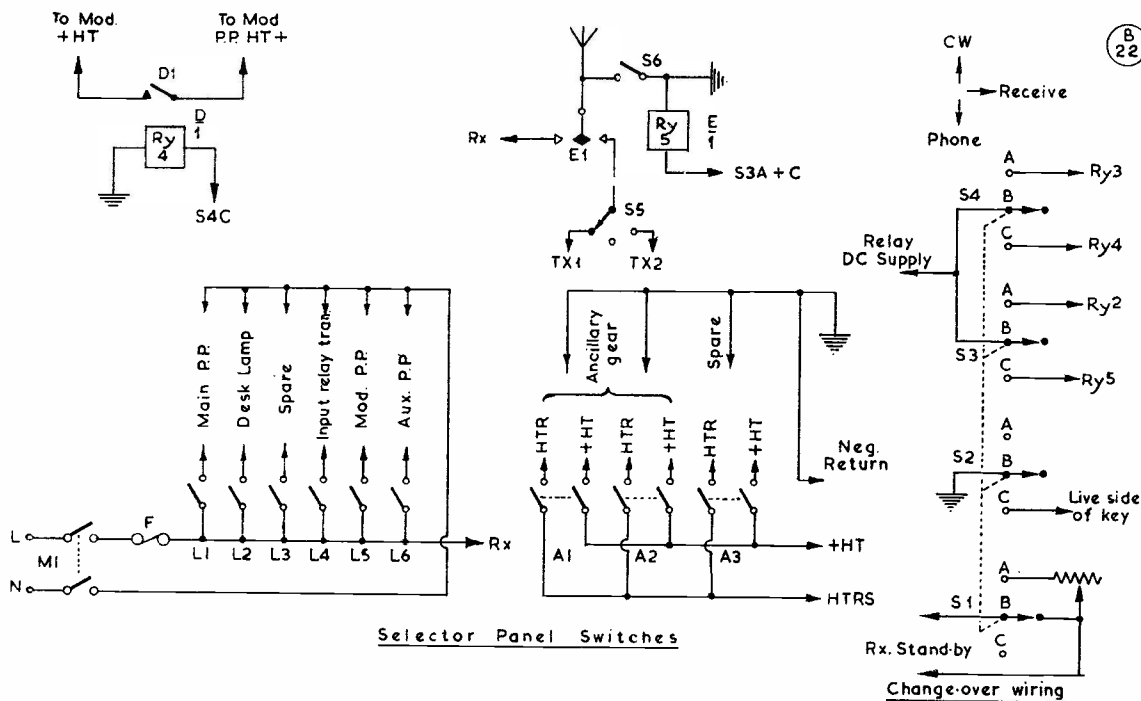 To Mod.
+HT
To Mod
P.P. HT+
D1
D
1
Ry
4
S4C
S6
Rx
E1
Ry
5
E
1
S3A + C
S5
TX1
TX2
B
22
CW
Receive
Phone
A
Ry3
S4
B
C
Ry4
Relay
DC Supply
A
Ry2
B
S3
C
Ry5
A
S2
B
C
Live side
of key
A
S1
B
C
Rx. Stand-by
Change-over wiring
Main P.P.
Desk Lamp
Spare
Input relay tran.
Mod. P.P.
Aux. P.P
L
M1
N
F
L1
L2
L3
L4
L5
L6
Rx
Ancillary
gear
Spare
HTR
+HT
HTR
+HT
HTR
+HT
Neg.
Return
A1
A2
A3
+HT
HTRS
Selector Panel Switches